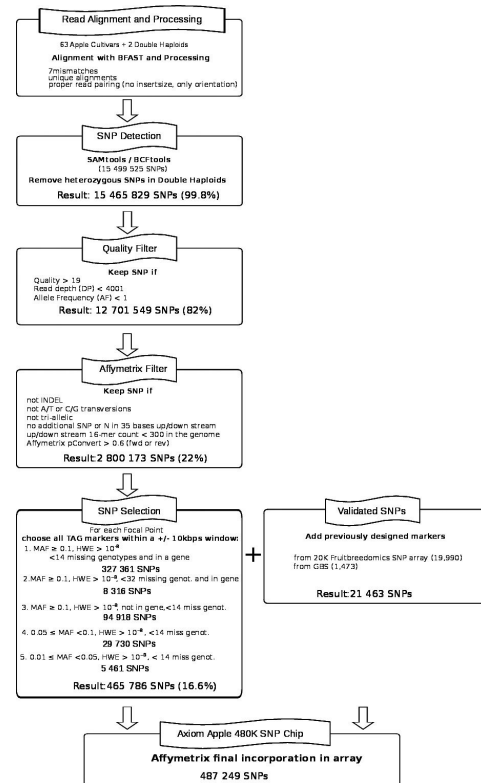 Read Alignment and Processing
63 Apple Cultivars + 2 Double Haploids
Alignment with BFAST and Processing
7mismatches
unique alignments
proper read pairing (no insertsize, only orientation)
SNP Detection
SAMtools / BCFtools
(15 499 525 SNPs)
Remove heterozygous SNPs in Double Haploids
Result: 15 465 829 SNPs (99.8%)
Quality Filter
Keep SNP if
Quality > 19
Read depth (DP) < 4001
Allele Frequency (AF) < 1
Result: 12 701 549 SNPs (82%)
Affymetrix Filter
Keep SNP if
not INDEL
not A/T or C/G transversions
not tri-allelic
no additional SNP or N in 35 bases up/down stream
up/down stream 16-mer count < 300 in the genome
Affymetrix pConvert > 0.6 (fwd or rev)
Result:2 800 173 SNPs (22%)
SNP Selection
For each Focal Point
choose all TAG markers within a +/- 10kbps window:
1. MAF ≥ 0.1, HWE > 10⁻⁸
<14 missing genotypes and in a gene
327 361 SNPs
2.MAF ≥ 0.1, HWE > 10⁻⁸, <32 missing genot. and in gene
8 316 SNPs
3. MAF ≥ 0.1, HWE > 10⁻⁸, not in gene,<14 miss genot.
94 918 SNPs
4. 0.05 ≤ MAF <0.1, HWE > 10⁻⁸, <14 miss genot.
29 730 SNPs
5. 0.01 ≤ MAF <0.05, HWE > 10⁻⁸, < 14 miss genot.
5 461 SNPs
Result:465 786 SNPs (16.6%)
+
Validated SNPs
Add previously designed markers
from 20K Fruitbreedomics SNP array (19,990)
from GBS (1,473)
Result:21 463 SNPs
Axiom Apple 480K SNP Chip
Affymetrix final incorporation in array
487 249 SNPs